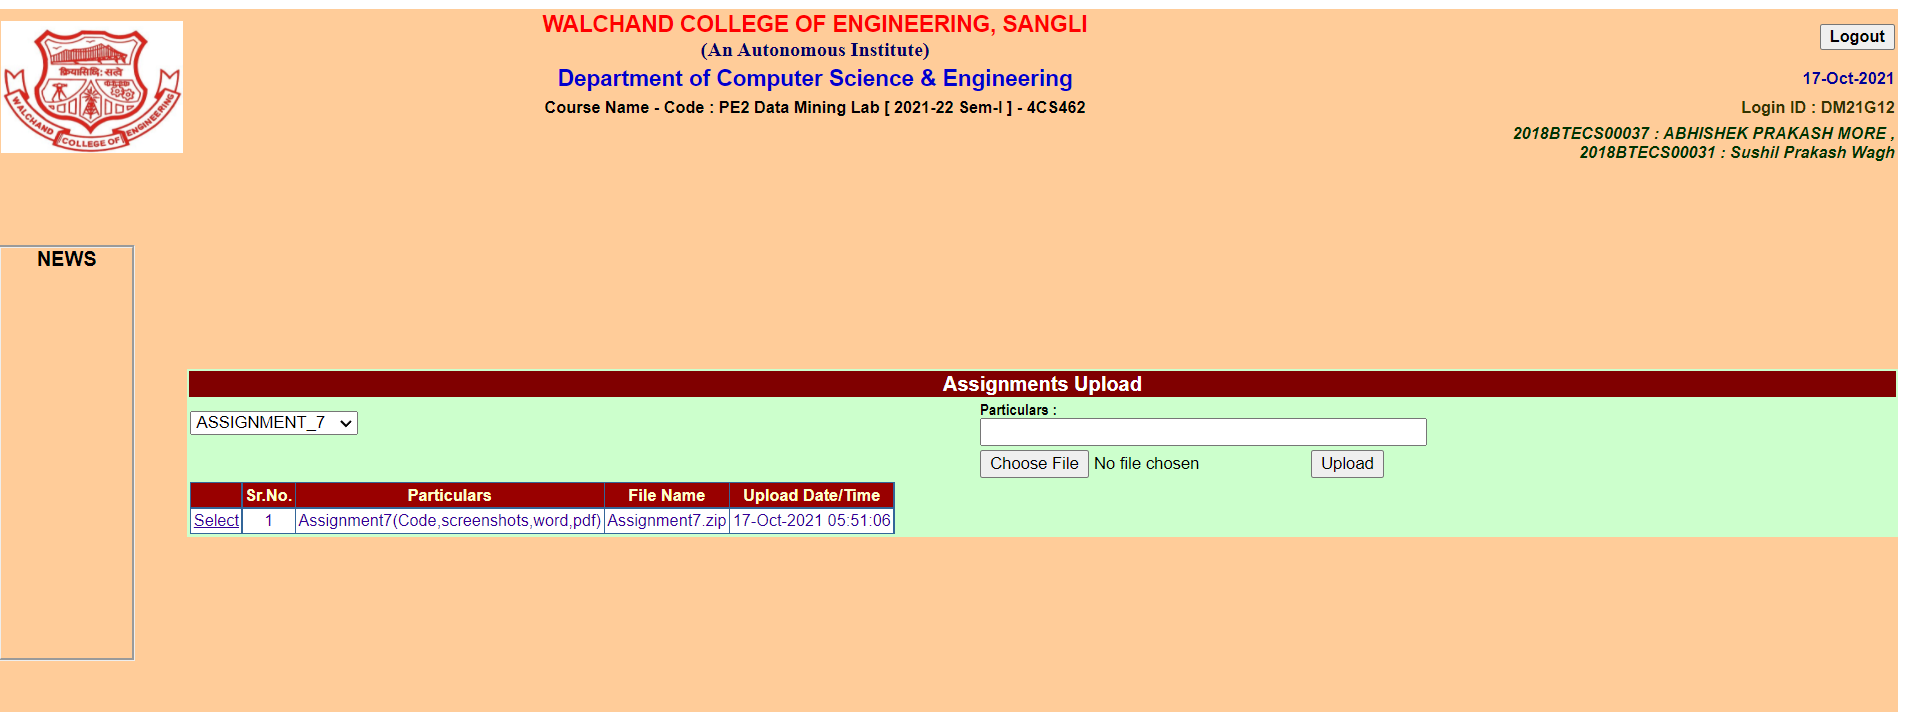 WALCHAND COLLEGE OF ENGINEERING, SANGLI
(An Autonomous Institute)
Department of Computer Science & Engineering
Course Name - Code : PE2 Data Mining Lab [ 2021-22 Sem-I ] - 4CS462
Logout
17-Oct-2021
Login ID : DM21G12
2018BTECS00037 : ABHISHEK PRAKASH MORE ,
2018BTECS00031 : Sushil Prakash Wagh
क्रियासिद्धि: सत्वे
WALCHAND COLLEGE OF ENGINEERING
NEWS
Assignments Upload
ASSIGNMENT_7
Particulars :
Choose File No file chosen Upload
Sr.No. Particulars File Name Upload Date/Time
Select 1 Assignment7(Code,screenshots,word,pdf) Assignment7.zip 17-Oct-2021 05:51:06